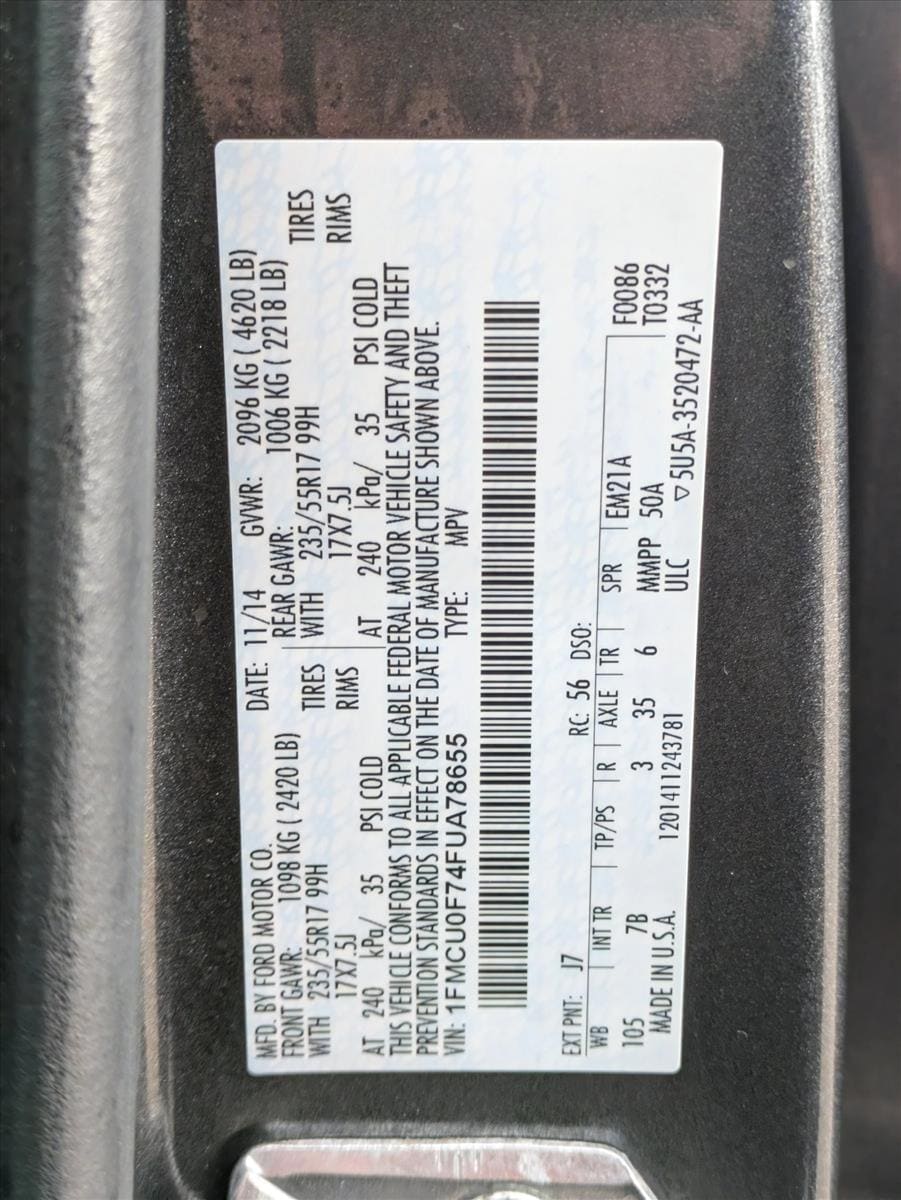 MFD. BY FORD MOTOR CO. DATE: 11/14 GVWR: 2096 KG ( 4620 LB)
FRONT GAWR: 1098 KG ( 2420 LB) REAR GAWR: 1006 KG ( 2218 LB)
WITH 235/55R17 99H TIRES WITH 235/55R17 99H TIRES
17X7.5J RIMS 17X7.5J RIMS
AT 240 kPa/ 35 PSI COLD AT 240 kPa/ 35 PSI COLD
THIS VEHICLE CONFORMS TO ALL APPLICABLE FEDERAL MOTOR VEHICLE SAFETY AND THEFT
PREVENTION STANDARDS IN EFFECT ON THE DATE OF MANUFACTURE SHOWN ABOVE.
VIN: 1FMCU0F74FUA78655 TYPE: MPV
EXT PNT: J7 RC: 56 DSO:
WB INT TR TP/PS R AXLE TR SPR EM21A F0086
105 7B 3 35 6 MMPP 50A T0332
MADE IN U.S.A. 1201411243781 ULC ▽5U5A-3520472-AA